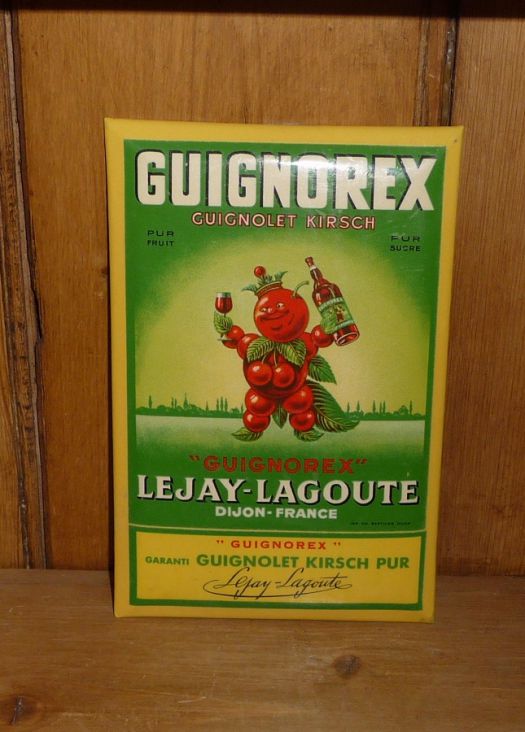 GUIGNOREX
GUIGNOLET KIRSCH
PUR
FRUIT
PUR
SUCRE
"GUIGNOREX"
LEJAY-LAGOUTE
DIJON-FRANCE
" GUIGNOREX "
GARANTI GUIGNOLET KIRSCH PUR
Lejay-Lagoute